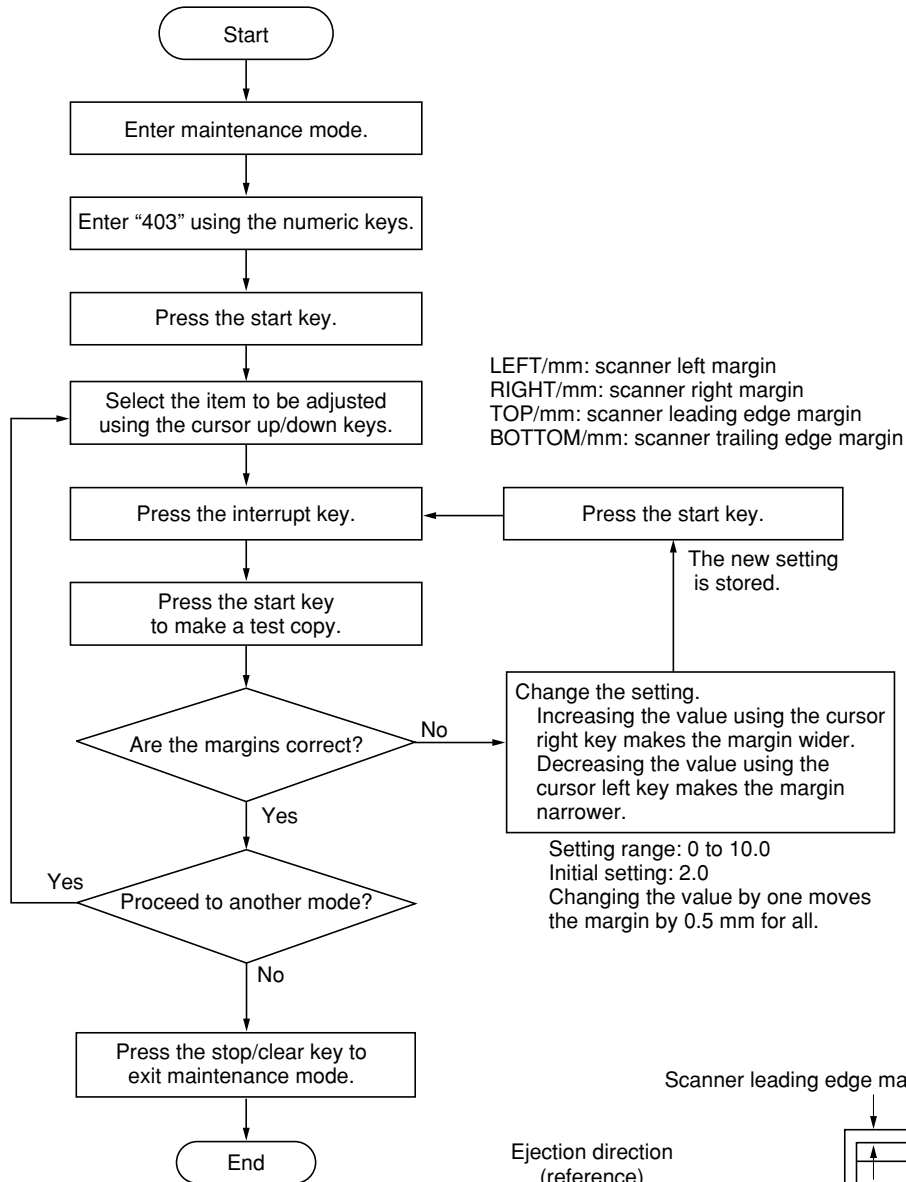 Start
Enter maintenance mode.
Enter “403” using the numeric keys.
Press the start key.
Select the item to be adjusted
using the cursor up/down keys.
LEFT/mm: scanner left margin
RIGHT/mm: scanner right margin
TOP/mm: scanner leading edge margin
BOTTOM/mm: scanner trailing edge margin
Press the interrupt key.
Press the start key.
The new setting
is stored.
Press the start key
to make a test copy.
Are the margins correct?
No
Change the setting.
Increasing the value using the cursor
right key makes the margin wider.
Decreasing the value using the
cursor left key makes the margin
narrower.
Yes
Setting range: 0 to 10.0
Initial setting: 2.0
Changing the value by one moves
the margin by 0.5 mm for all.
Yes
Proceed to another mode?
No
Press the stop/clear key to
exit maintenance mode.
End
Scanner leading edge
Ejection direction
(reference)